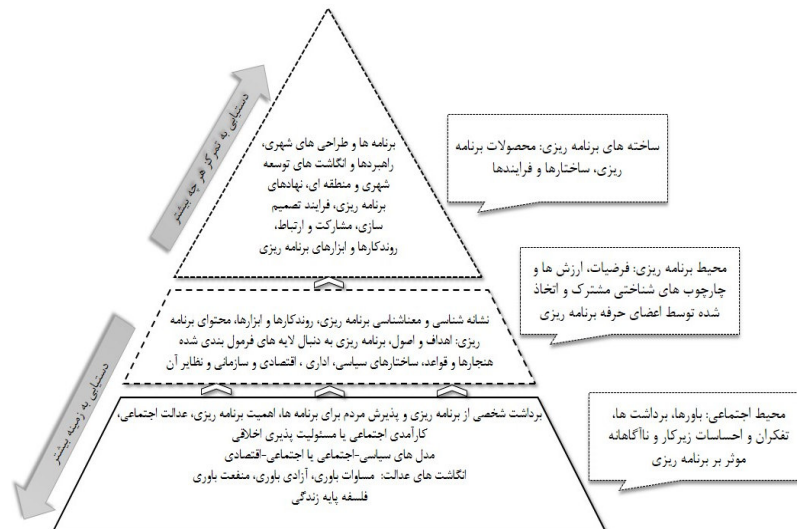 دستیابی به تمرکز هر چه بیشتر
برنامه ها و طراحی های شهری،
راهبردها و انگاشت های توسعه
شهری و منطقه ای، نهادهای
برنامه ریزی، فرایند تصمیم
سازی، مشارکت و ارتباط،
روندکارها و ابزارهای برنامه ریزی
ساخته های برنامه ریزی: محصولات برنامه
ریزی، ساختارها و فرایندها
نشانه شناسی و معناشناسی برنامه ریزی، روندکارها و ابزارها، محتوای برنامه
ریزی: اهداف و اصول، برنامه ریزی به دنبال لایه های فرمول بندی شده
هنجارها و قواعد، ساختارهای سیاسی، اداری ، اقتصادی و سازمانی و نظایر آن
محیط برنامه ریزی: فرضیات، ارزش ها و
چارچوب های شناختی مشترک و اتخاذ
شده توسط اعضای حرفه برنامه ریزی
دستیابی به زمینه بیشتر
برداشت شخصی از برنامه ریزی و پذیرش مردم برای برنامه ها، اهمیت برنامه ریزی، عدالت اجتماعی،
کارآمدی اجتماعی یا مسئولیت پذیری اخلاقی
مدل های سیاسی-اجتماعی یا اجتماعی-اقتصادی
انگاشت های عدالت: مساوات باوری، آزادی باوری، منفعت باوری
فلسفه پایه زندگی
محیط اجتماعی: باورها، برداشت ها،
تفکران و احساسات زیرکار و ناآگاهانه
موثر بر برنامه ریزی